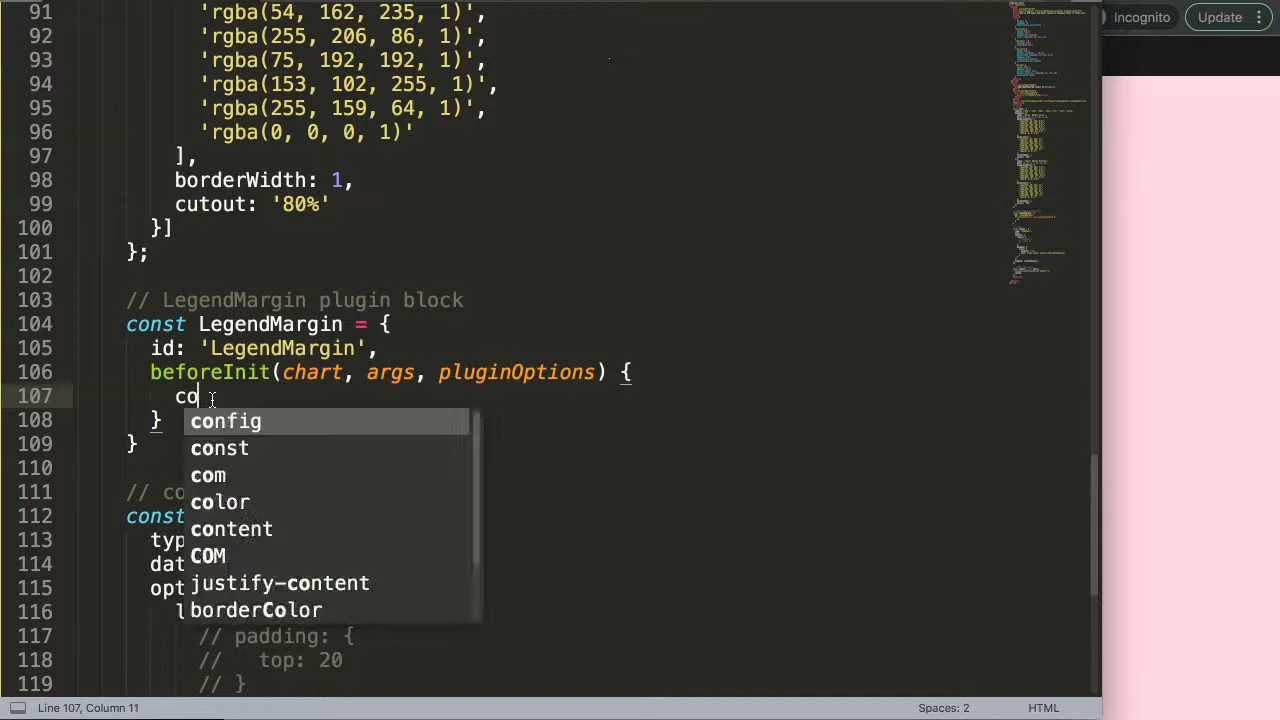 91 'rgba(54, 162, 235, 1)',
92 'rgba(255, 206, 86, 1)',
93 'rgba(75, 192, 192, 1)',
94 'rgba(153, 102, 255, 1)',
95 'rgba(255, 159, 64, 1)',
96 'rgba(0, 0, 0, 1)'
97 ],
98 borderWidth: 1,
99 cutout: '80%'
100 }]
101 };
102
103 // LegendMargin plugin block
104 const LegendMargin = {
105 id: 'LegendMargin',
106 beforeInit(chart, args, pluginOptions) {
107 co
108 }
109 }
110
111 // co
112 const
113 typ
114 dat
115 opt
116 l
117 // padding: {
118 // top: 20
119 // }
config
const
com
color
content
COM
justify-content
borderColor
Line 107, Column 11
Spaces: 2
HTML
Incognito
Update